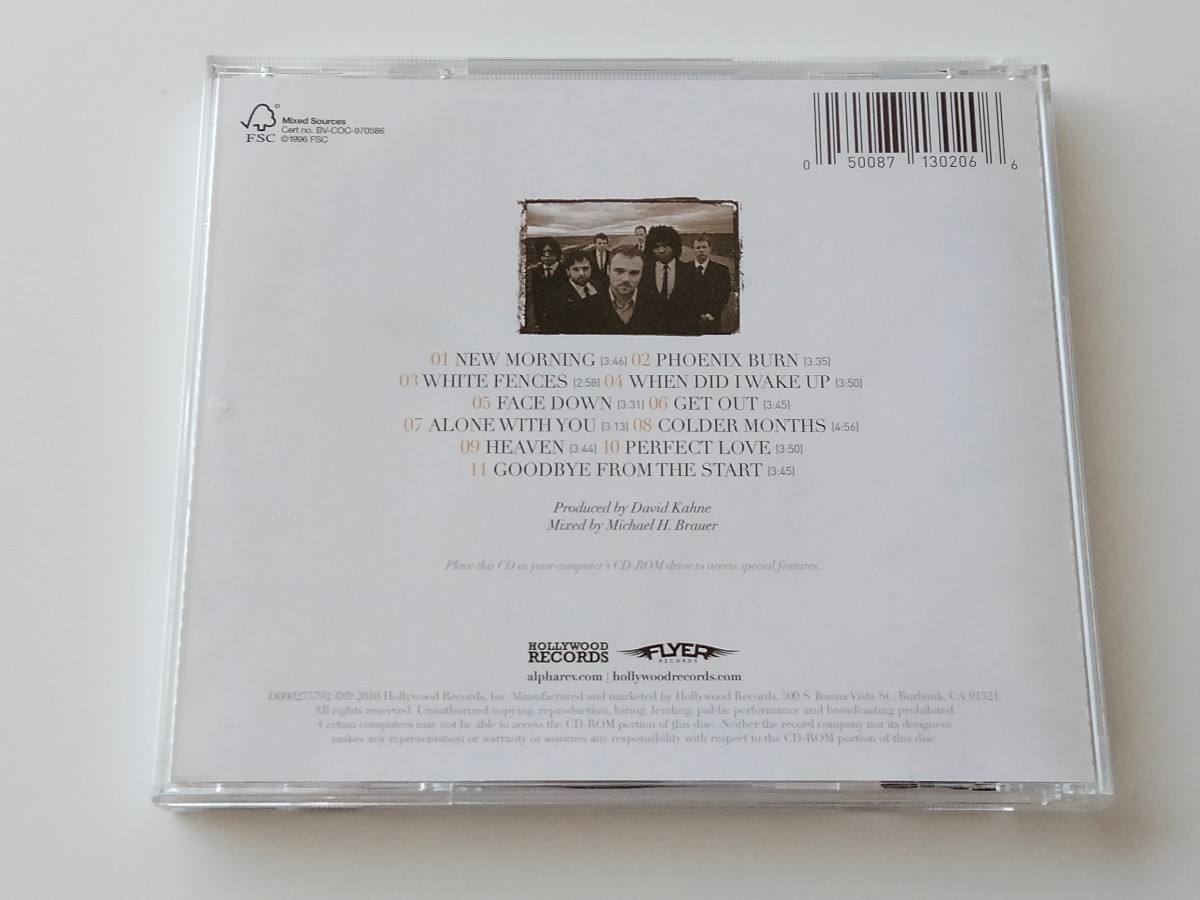 FSC
Mixed Sources
Cert no. BV-COC-970586
©1996 FSC
0 50087 130206 6
01 NEW MORNING [3:46] 02 PHOENIX BURN [3:35]
03 WHITE FENCES [2:58] 04 WHEN DID I WAKE UP [3:50]
05 FACE DOWN [3:31] 06 GET OUT [3:45]
07 ALONE WITH YOU [3:13] 08 COLDER MONTHS [4:56]
09 HEAVEN [3:44] 10 PERFECT LOVE [3:50]
11 GOODBYE FROM THE START [3:45]
Produced by David Kahne
Mixed by Michael H. Brauer
Place this CD in your computer's CD-ROM drive to access special features.
HOLLYWOOD
RECORDS
FLYER
RECORDS
alpharev.com | hollywoodrecords.com
D000273792 ©℗ 2010 Hollywood Records, Inc. Manufactured and marketed by Hollywood Records, 500 S. Buena Vista St., Burbank, CA 91521.
All rights reserved. Unauthorized copying, reproduction, hiring, lending, public performance and broadcasting prohibited.
Certain computers may not be able to access the CD-ROM portion of this disc. Neither the record company nor its designees
makes any representation or warranty or assumes any responsibility with respect to the CD-ROM portion of this disc.